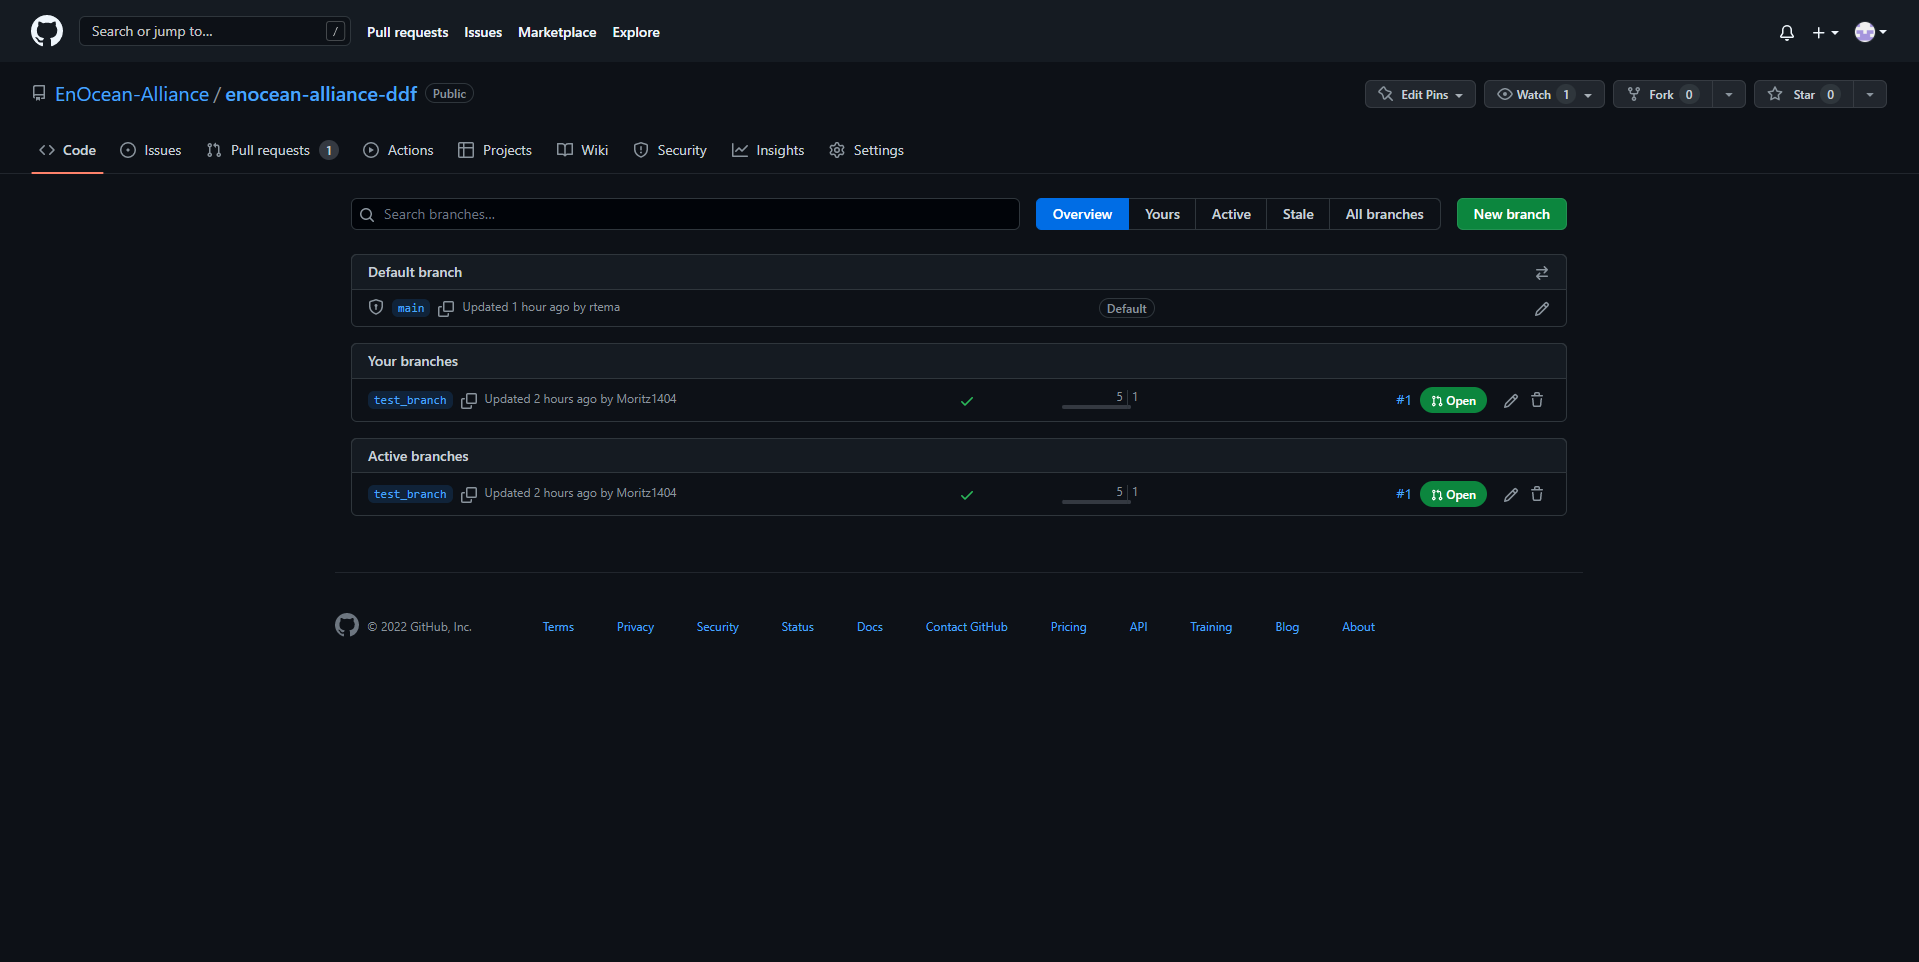 Search or jump to... / Pull requests Issues Marketplace Explore
EnOcean-Alliance / enocean-alliance-ddf Public Edit Pins Watch 1 Fork 0 Star 0
Code Issues Pull requests 1 Actions Projects Wiki Security Insights Settings
Search branches... Overview Yours Active Stale All branches New branch
Default branch
main Updated 1 hour ago by rtema Default
Your branches
test_branch Updated 2 hours ago by Moritz1404 5 1 #1 Open
Active branches
test_branch Updated 2 hours ago by Moritz1404 5 1 #1 Open
© 2022 GitHub, Inc. Terms Privacy Security Status Docs Contact GitHub Pricing API Training Blog About